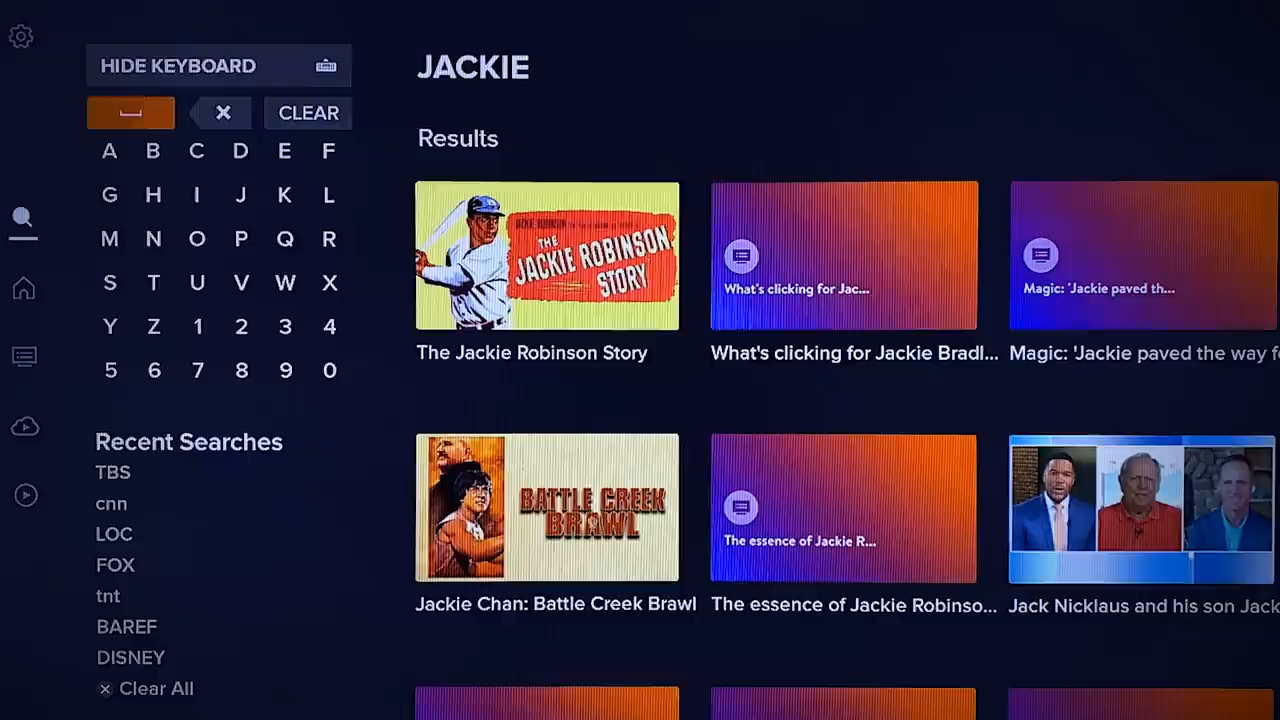 HIDE KEYBOARD
CLEAR
A B C D E F
G H I J K L
M N O P Q R
S T U V W X
Y Z 1 2 3 4
5 6 7 8 9 0
Recent Searches
TBS
cnn
LOC
FOX
tnt
BAREF
DISNEY
Clear All
JACKIE
Results
THE
JACKIE ROBINSON
STORY
The Jackie Robinson Story
What's clicking for Jac...
What's clicking for Jackie Bradl...
Magic: 'Jackie paved th...
Magic: 'Jackie paved the way f
BATTLE CREEK
BRAWL
Jackie Chan: Battle Creek Brawl
The essence of Jackie R...
The essence of Jackie Robinso...
Jack Nicklaus and his son Jack